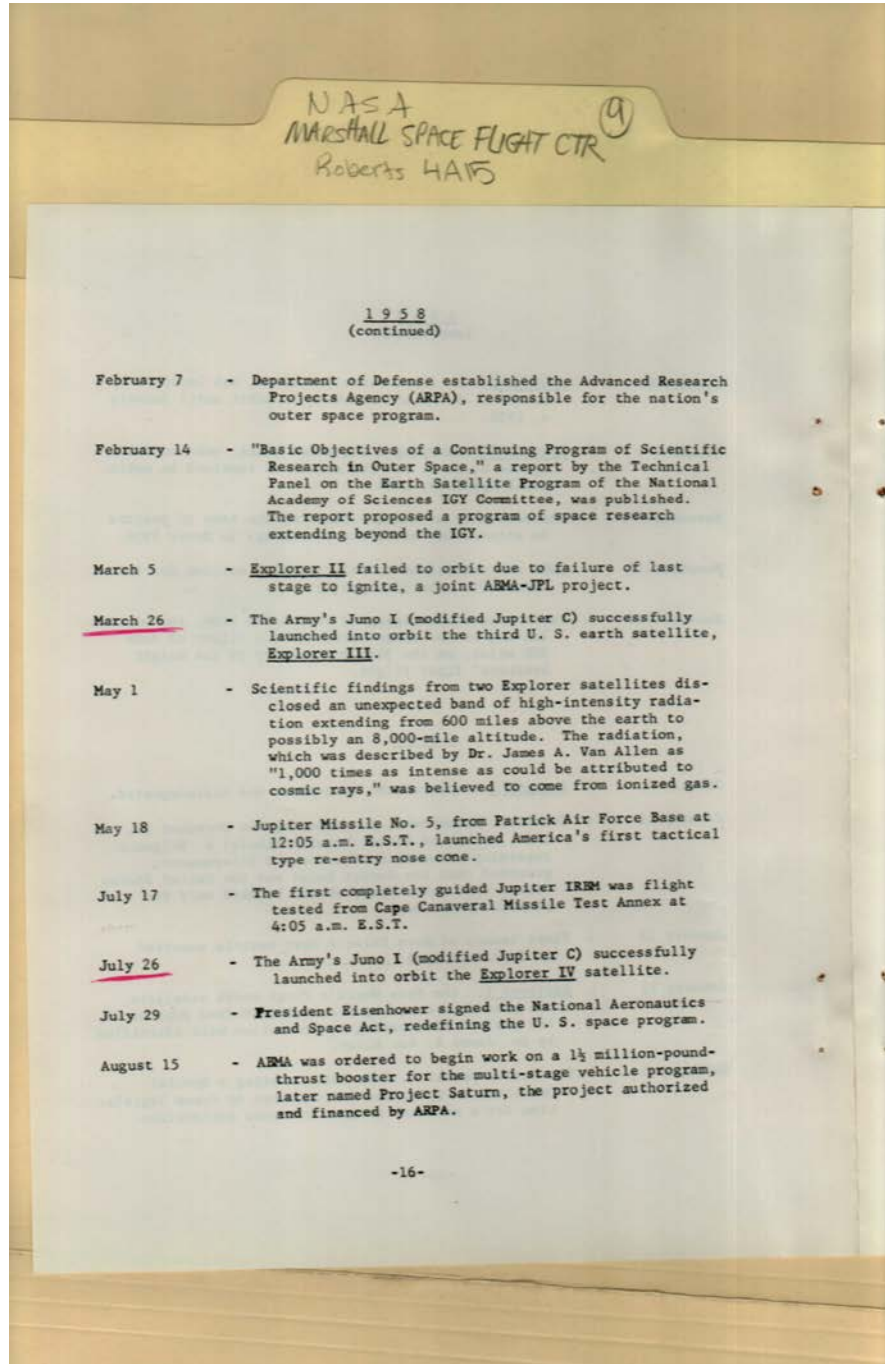 NASA
MARSHALL SPACE FLIGHT CTR 9
Roberts 4A15
1 9 5 8
(continued)
February 7 - Department of Defense established the Advanced Research
Projects Agency (ARPA), responsible for the nation's
outer space program.
February 14 - "Basic Objectives of a Continuing Program of Scientific
Research in Outer Space," a report by the Technical
Panel on the Earth Satellite Program of the National
Academy of Sciences IGY Committee, was published.
The report proposed a program of space research
extending beyond the IGY.
March 5 - Explorer II failed to orbit due to failure of last
stage to ignite, a joint ABMA-JPL project.
March 26 - The Army's Juno I (modified Jupiter C) successfully
launched into orbit the third U. S. earth satellite,
Explorer III.
May 1 - Scientific findings from two Explorer satellites dis-
closed an unexpected band of high-intensity radia-
tion extending from 600 miles above the earth to
possibly an 8,000-mile altitude. The radiation,
which was described by Dr. James A. Van Allen as
"1,000 times as intense as could be attributed to
cosmic rays," was believed to come from ionized gas.
May 18 - Jupiter Missile No. 5, from Patrick Air Force Base at
12:05 a.m. E.S.T., launched America's first tactical
type re-entry nose cone.
July 17 - The first completely guided Jupiter IRBM was flight
tested from Cape Canaveral Missile Test Annex at
4:05 a.m. E.S.T.
July 26 - The Army's Juno I (modified Jupiter C) successfully
launched into orbit the Explorer IV satellite.
July 29 - President Eisenhower signed the National Aeronautics
and Space Act, redefining the U. S. space program.
August 15 - ABMA was ordered to begin work on a 1½ million-pound-
thrust booster for the multi-stage vehicle program,
later named Project Saturn, the project authorized
and financed by ARPA.
-16-